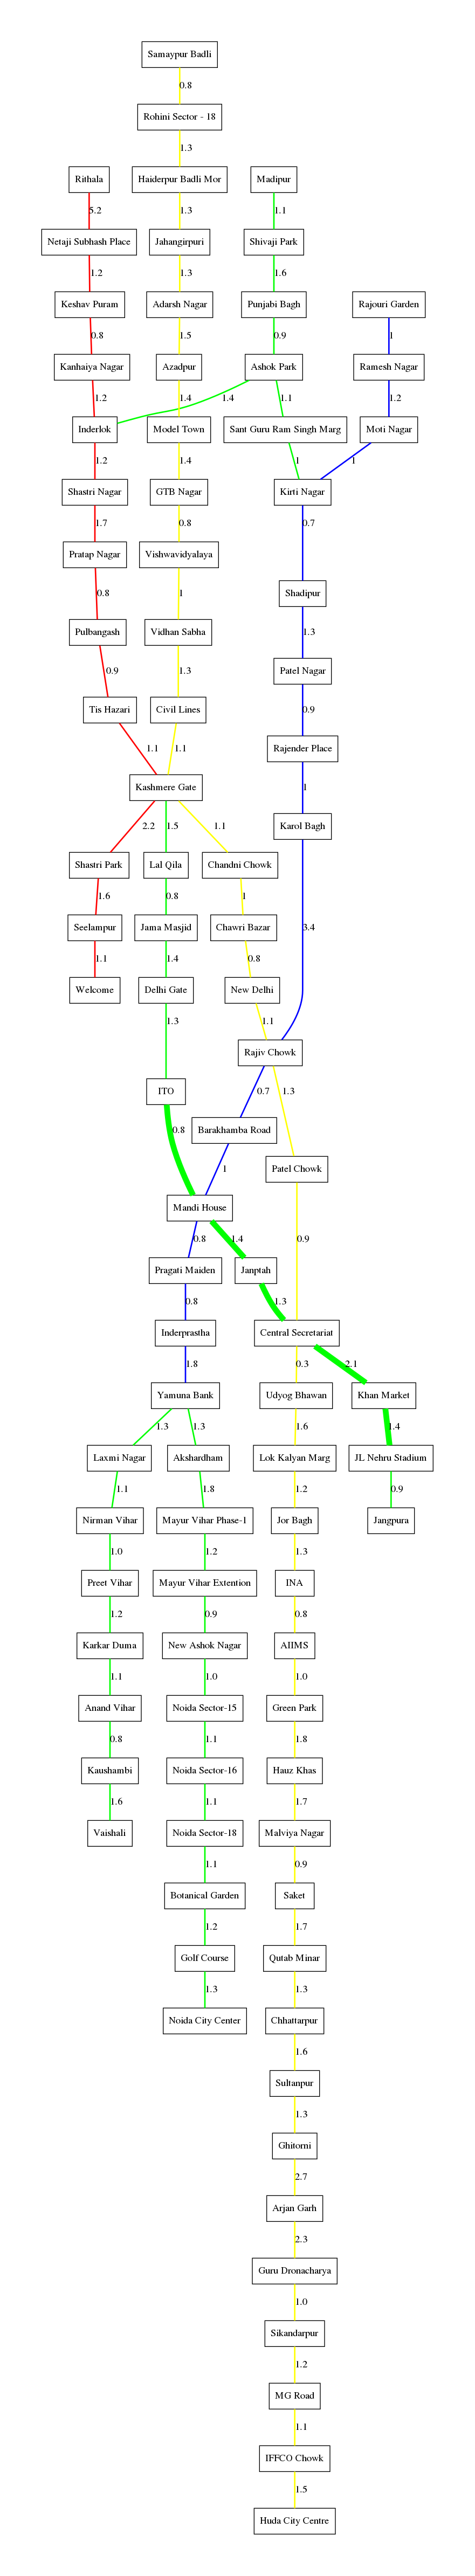 Samaypur Badli
0.8
Rohini Sector - 18
1.3
Rithala
Haiderpur Badli Mor
Madipur
5.2
1.3
1.1
Netaji Subhash Place
Jahangirpuri
Shivaji Park
1.2
1.3
1.6
Keshav Puram
Adarsh Nagar
Punjabi Bagh
Rajouri Garden
0.8
1.5
0.9
1
Kanhaiya Nagar
Azadpur
Ashok Park
Ramesh Nagar
1.2
1.4
1.4
1.1
1.2
Inderlok
Model Town
Sant Guru Ram Singh Marg
Moti Nagar
1.2
1.4
1
1
Shastri Nagar
GTB Nagar
Kirti Nagar
1.7
0.8
0.7
Pratap Nagar
Vishwavidyalaya
Shadipur
0.8
1
1.3
Pulbangash
Vidhan Sabha
Patel Nagar
0.9
1.3
0.9
Tis Hazari
Civil Lines
Rajender Place
1.1
1.1
1
Kashmere Gate
Karol Bagh
2.2
1.5
1.1
Shastri Park
Lal Qila
Chandni Chowk
1.6
0.8
1
3.4
Seelampur
Jama Masjid
Chawri Bazar
1.1
1.4
0.8
Welcome
Delhi Gate
New Delhi
1.3
1.1
Rajiv Chowk
ITO
0.7
1.3
0.8
Barakhamba Road
1
Patel Chowk
Mandi House
0.8
1.4
0.9
Pragati Maiden
Janptah
0.8
1.3
Inderprastha
Central Secretariat
1.8
0.3
2.1
Yamuna Bank
Udyog Bhawan
Khan Market
1.3
1.3
1.6
1.4
Laxmi Nagar
Akshardham
Lok Kalyan Marg
JL Nehru Stadium
1.1
1.8
1.2
0.9
Nirman Vihar
Mayur Vihar Phase-1
Jor Bagh
Jangpura
1.0
1.2
1.3
Preet Vihar
Mayur Vihar Extention
INA
1.2
0.9
0.8
Karkar Duma
New Ashok Nagar
AIIMS
1.1
1.0
1.0
Anand Vihar
Noida Sector-15
Green Park
0.8
1.1
1.8
Kaushambi
Noida Sector-16
Hauz Khas
1.6
1.1
1.7
Vaishali
Noida Sector-18
Malviya Nagar
1.1
0.9
Botanical Garden
Saket
1.2
1.7
Golf Course
Qutab Minar
1.3
1.3
Noida City Center
Chhattarpur
1.6
Sultanpur
1.3
Ghitorni
2.7
Arjan Garh
2.3
Guru Dronacharya
1.0
Sikandarpur
1.2
MG Road
1.1
IFFCO Chowk
1.5
Huda City Centre